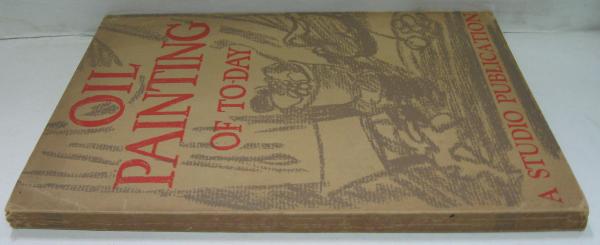 OIL
PAINTING
OF TO-DAY
A STUDIO PUBLICATION